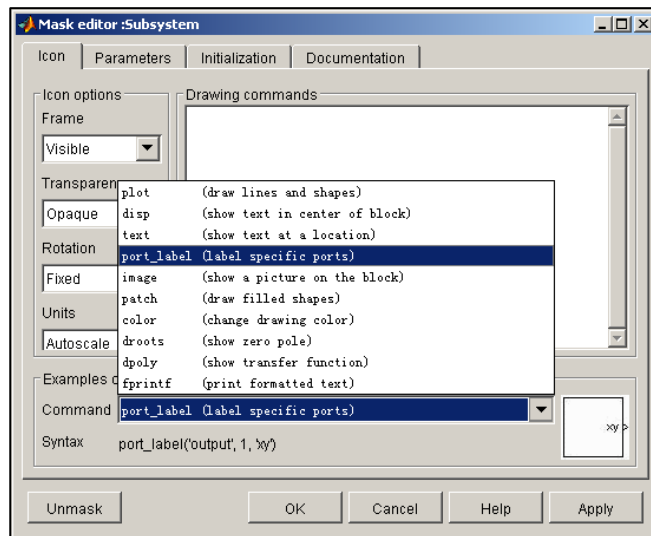 Mask editor :Subsystem
Icon Parameters Initialization Documentation
Icon options Drawing commands
Frame
Visible
Transparen
Opaque
Rotation
Fixed
Units
Autoscale
plot (draw lines and shapes)
disp (show text in center of block)
text (show text at a location)
port_label (label specific ports)
image (show a picture on the block)
patch (draw filled shapes)
color (change drawing color)
droots (show zero pole)
dpoly (show transfer function)
fprintf (print formatted text)
Examples o
Command port_label (label specific ports)
xy
Syntax port_label('output', 1, 'xy')
Unmask OK Cancel Help Apply